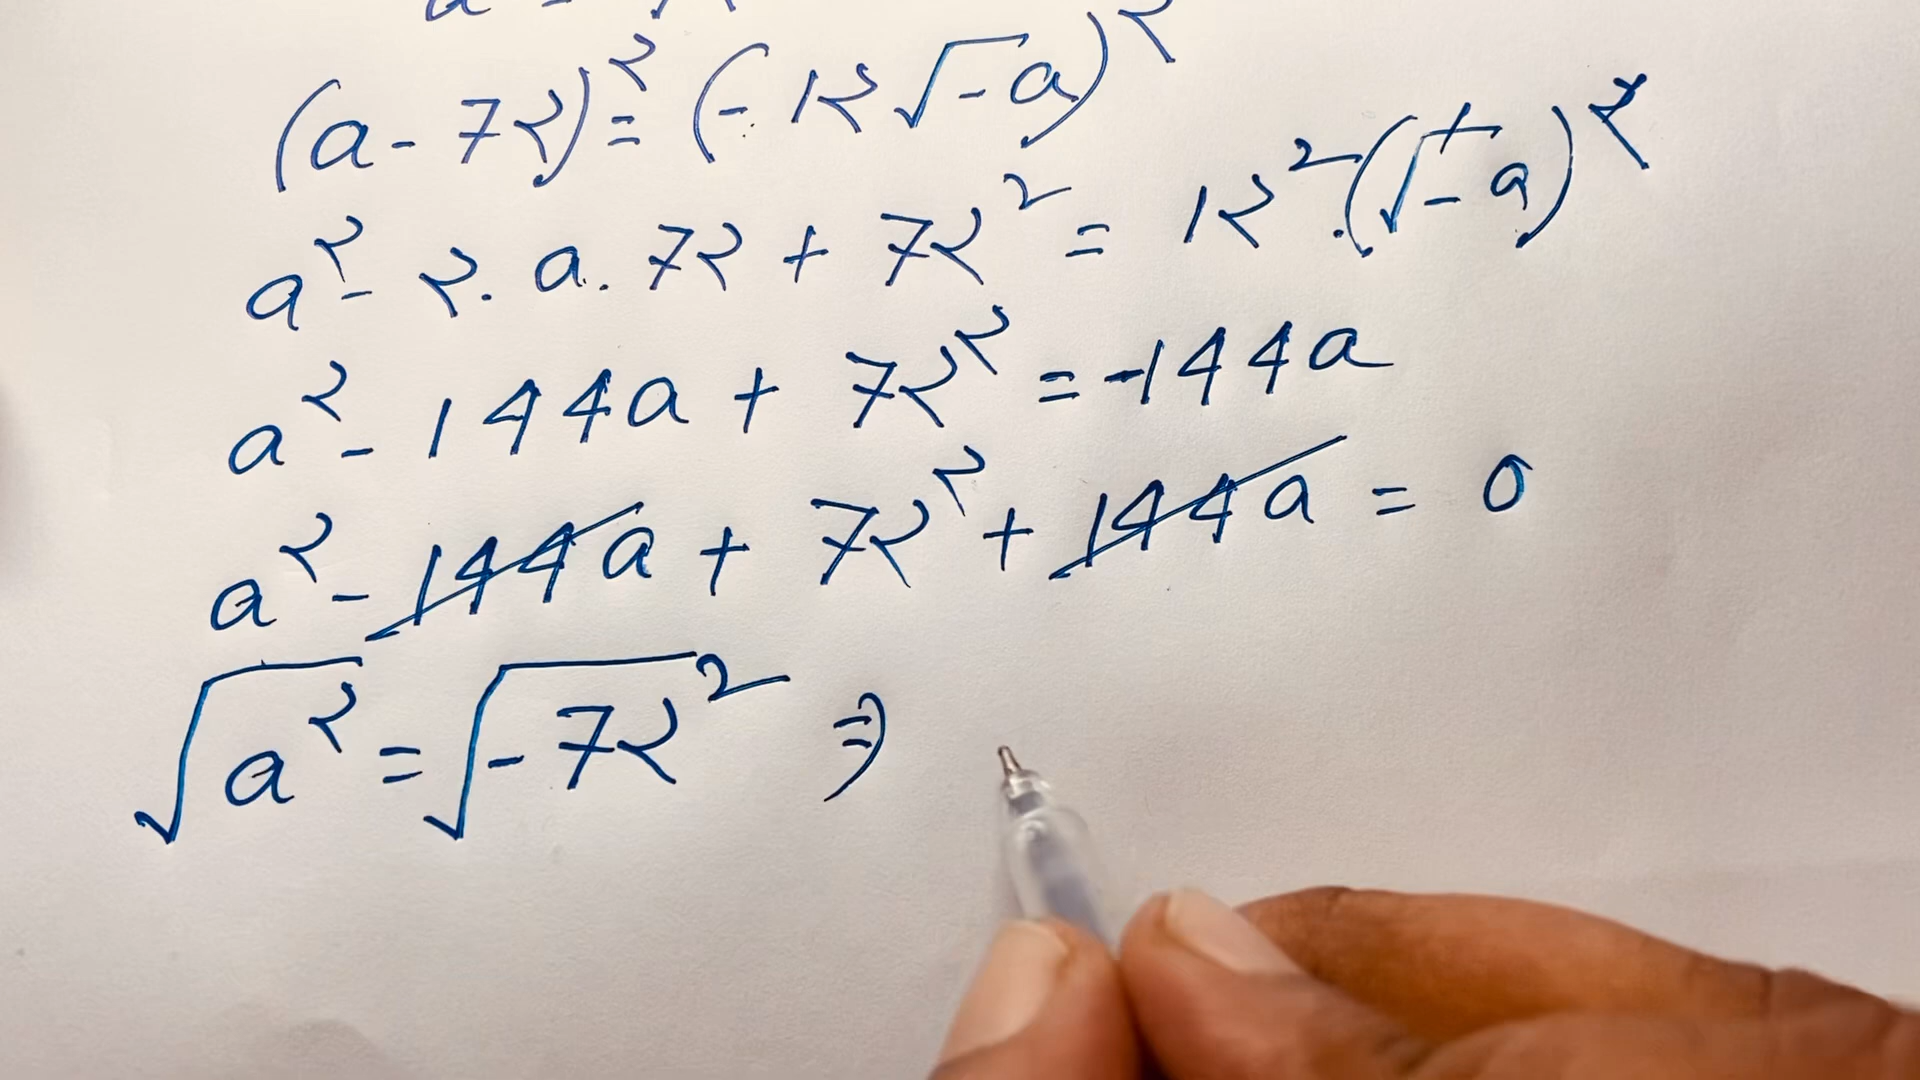 (a - 72)² = (- 12 √-a)²
a² - 2. a. 72 + 72² = 12² . (√-a)²
a² - 144a + 72² = -144a
a² - 144a + 72² + 144a = 0
√a² = √-72² ⇒